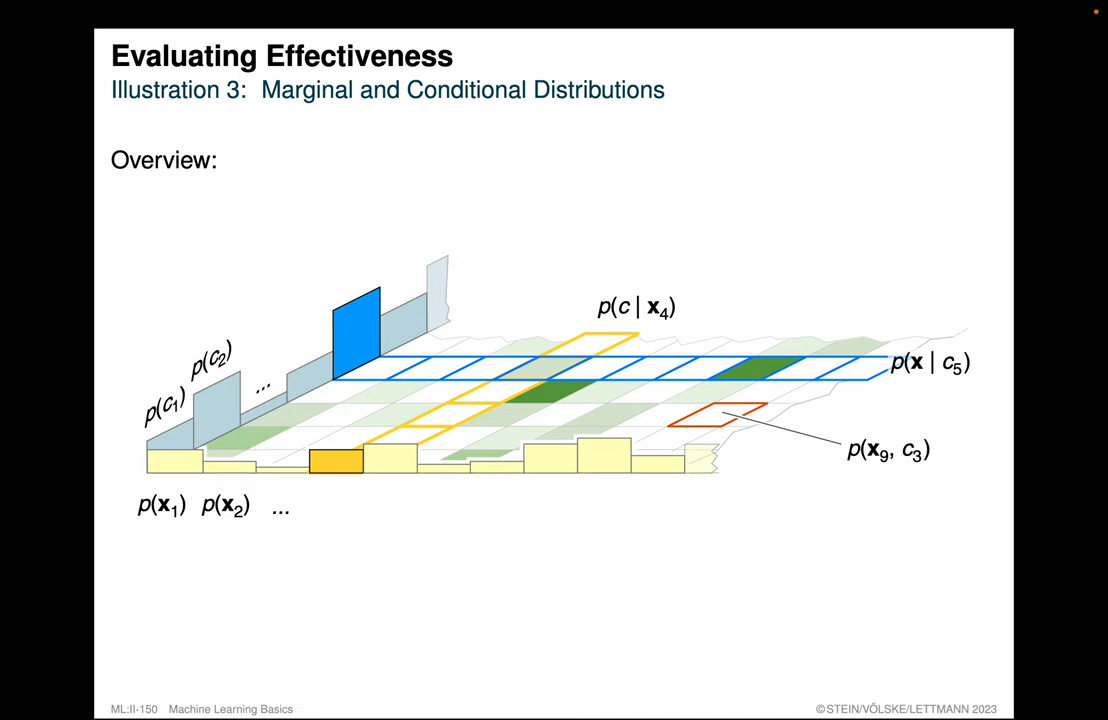 Evaluating Effectiveness
Illustration 3: Marginal and Conditional Distributions
Overview:
p(c | x4)
p(c2)
p(x | c5)
...
p(c1)
p(x9, c3)
p(x1) p(x2) ...
ML:II-150 Machine Learning Basics
©STEIN/VÖLSKE/LETTMANN 2023